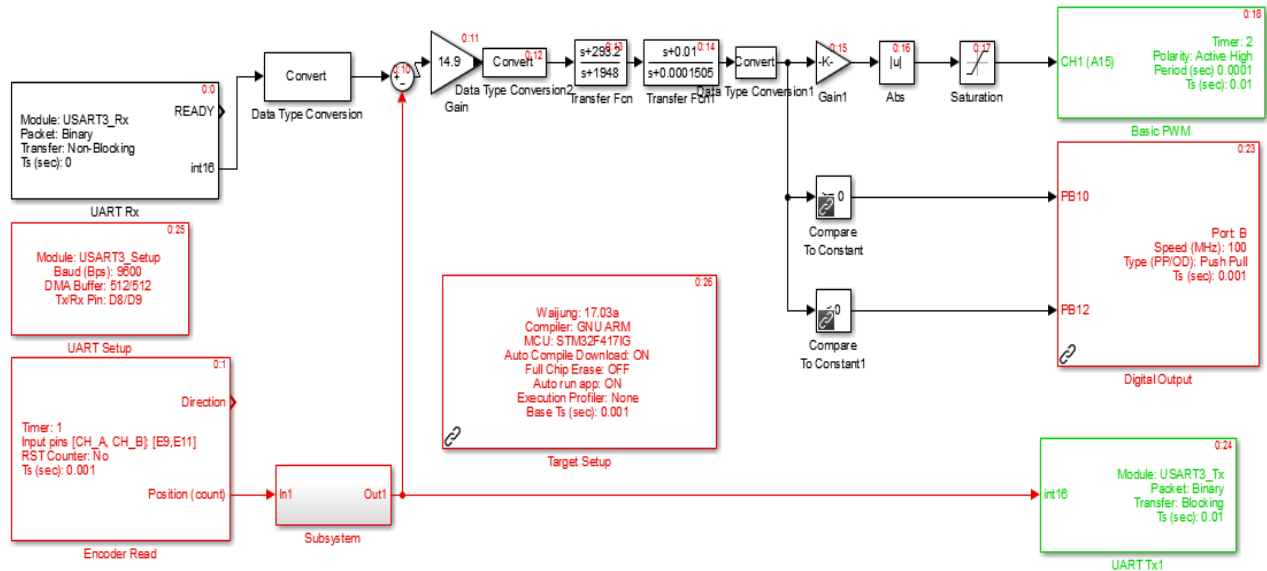 0:0
READY
Module: USART3_Rx
Packet: Binary
Transfer: Non-Blocking
Ts (sec): 0
int16
UART Rx
Convert
Data Type Conversion
0:10
0:11
14.9
Gain
0:12
Convert
Data Type Conversion2
0:13
s+293.2
s+1948
Transfer Fcn
0:14
s+0.01
s+0.0001505
Transfer Fcn1
Convert
Data Type Conversion1
0:15
-K-
Gain1
0:16
|u|
Abs
0:17
Saturation
0:18
CH1 (A15)
Timer: 2
Polarity: Active High
Period (sec) 0.0001
Ts (sec): 0.01
Basic PWM
0:25
Module: USART3_Setup
Baud (Bps): 9600
DMA Buffer: 512/512
Tx/Rx Pin: D8/D9
UART Setup
Compare
To Constant
Compare
To Constant1
0:23
PB10
Port: B
Speed (MHz): 100
Type (PP/OD): Push Pull
Ts (sec): 0.001
PB12
Digital Output
0:26
Waijung: 17.03a
Compiler: GNU ARM
MCU: STM32F417IG
Auto Compile Download: ON
Full Chip Erase: OFF
Auto run app: ON
Execution Profiler: None
Base Ts (sec): 0.001
Target Setup
0:1
Direction
Timer: 1
Input pins [CH_A, CH_B]: [E9,E11]
RST Counter: No
Ts (sec): 0.001
Position (count)
Encoder Read
In1
Out1
Subsystem
0:24
int16
Module: USART3_Tx
Packet: Binary
Transfer: Blocking
Ts (sec): 0.01
UART Tx1